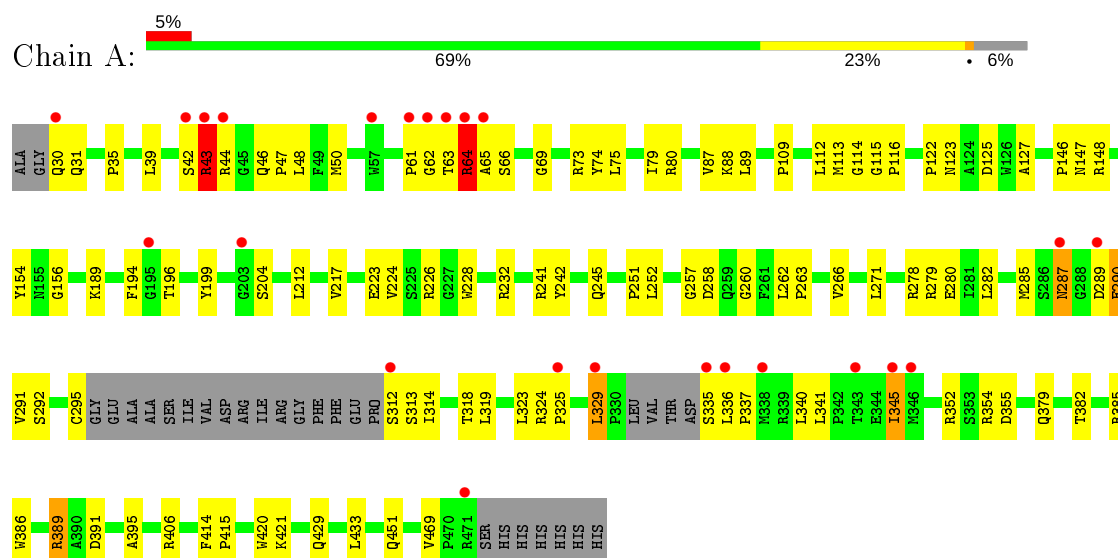 5%
Chain A:
69% 23% • 6%
ALA GLY Q30 Q31 P35 L39 S42 R43 R44 G45 Q46 P47 L48 F49 M50 W57 P61 G62 T63 R64 A65 S66 G69 R73 Y74 L75 I79 R80 V87 K88 L89 P109 L112 M113 G114 G115 P116 P122 N123 A124 D125 W126 A127 P146 N147 R148
Y154 N155 G156 K189 F194 G195 T196 Y199 G203 S204 L212 V217 E223 V224 S225 R226 G227 W228 R232 R241 Y242 Q245 P251 L252 G257 D258 Q259 G260 F261 L262 P263 V266 L271 R278 R279 E280 I281 L282 M285 S286 N287 G288 D289
V291 S292 C295 GLY GLU ALA ALA SER ILE VAL ASP ARG ILE ARG GLY PHE PHE GLU PRO S312 S313 I314 T318 L319 L323 R324 P325 L329 P330 LEU VAL THR ASP S335 L336 P337 M338 R339 L340 L341 P342 T343 E344 I345 M346 R352 S353 R354 D355 Q379 T382
W386 R389 A390 D391 A395 R406 F414 P415 W420 K421 Q429 L433 Q451 V469 P470 R471 SER HIS HIS HIS HIS HIS HIS